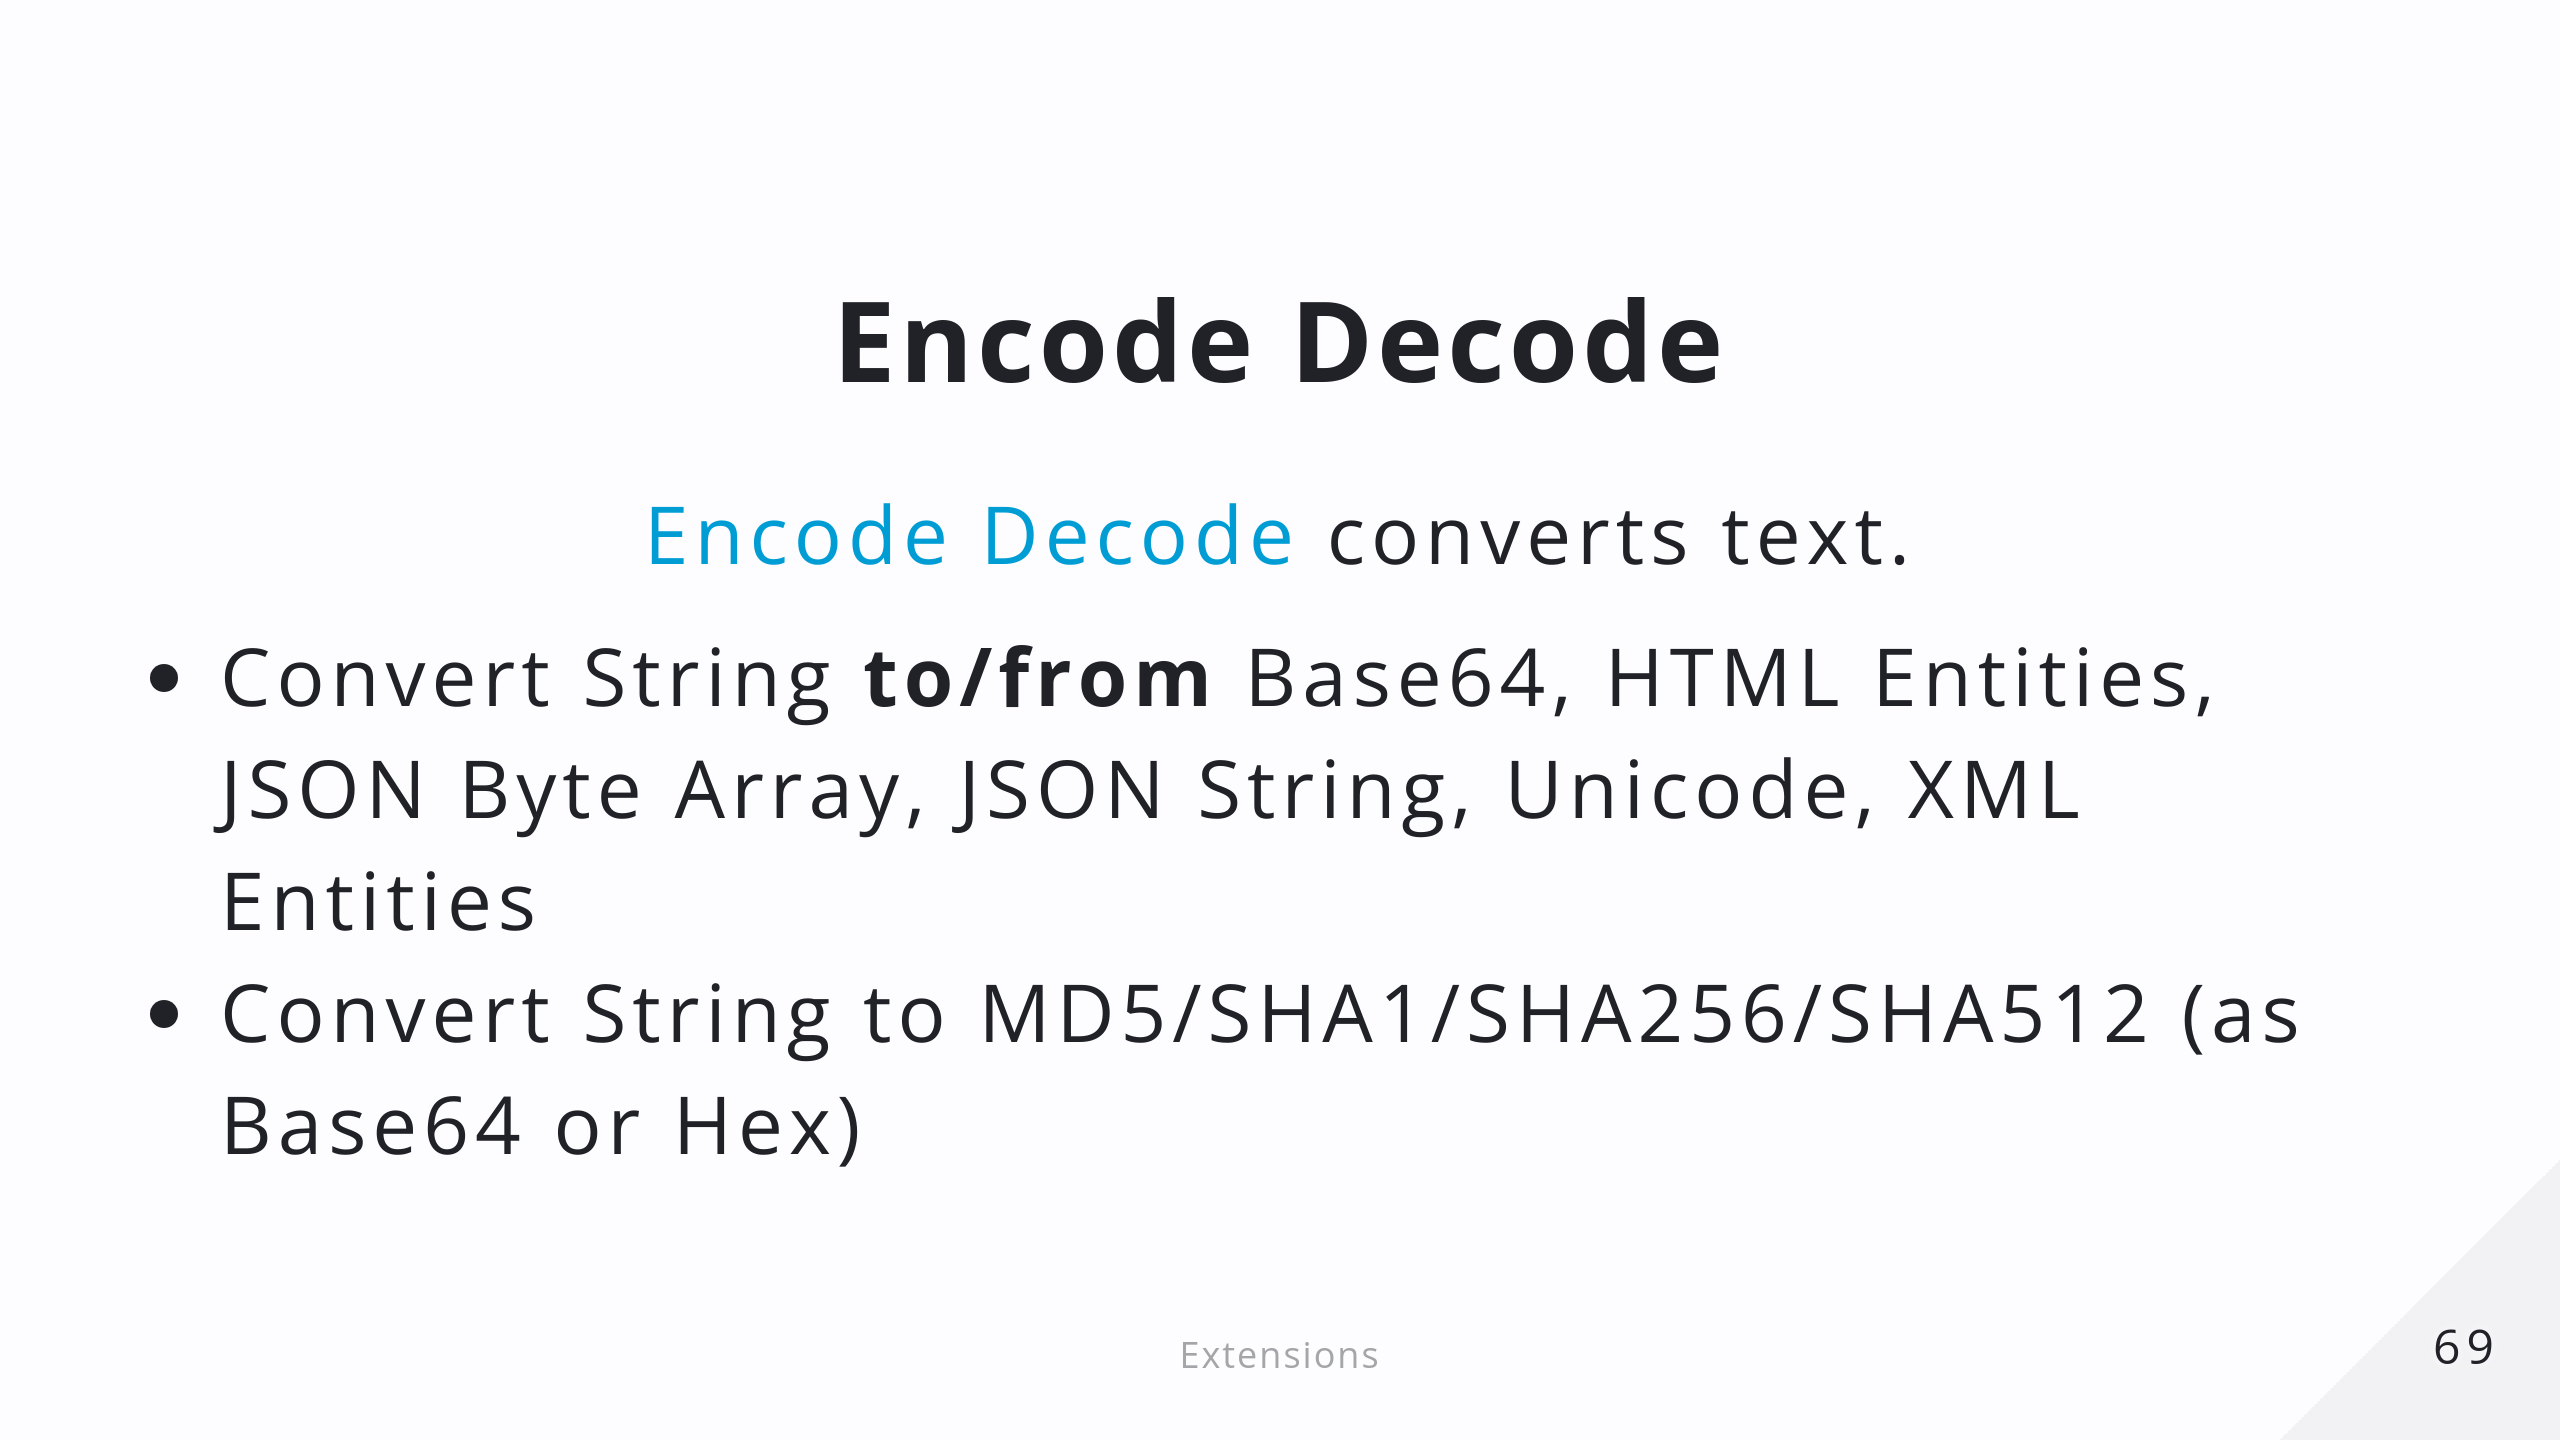 Encode Decode
Encode Decode converts text.
• Convert String to/from Base64, HTML Entities,
JSON Byte Array, JSON String, Unicode, XML
Entities
• Convert String to MD5/SHA1/SHA256/SHA512 (as
Base64 or Hex)
Extensions
69